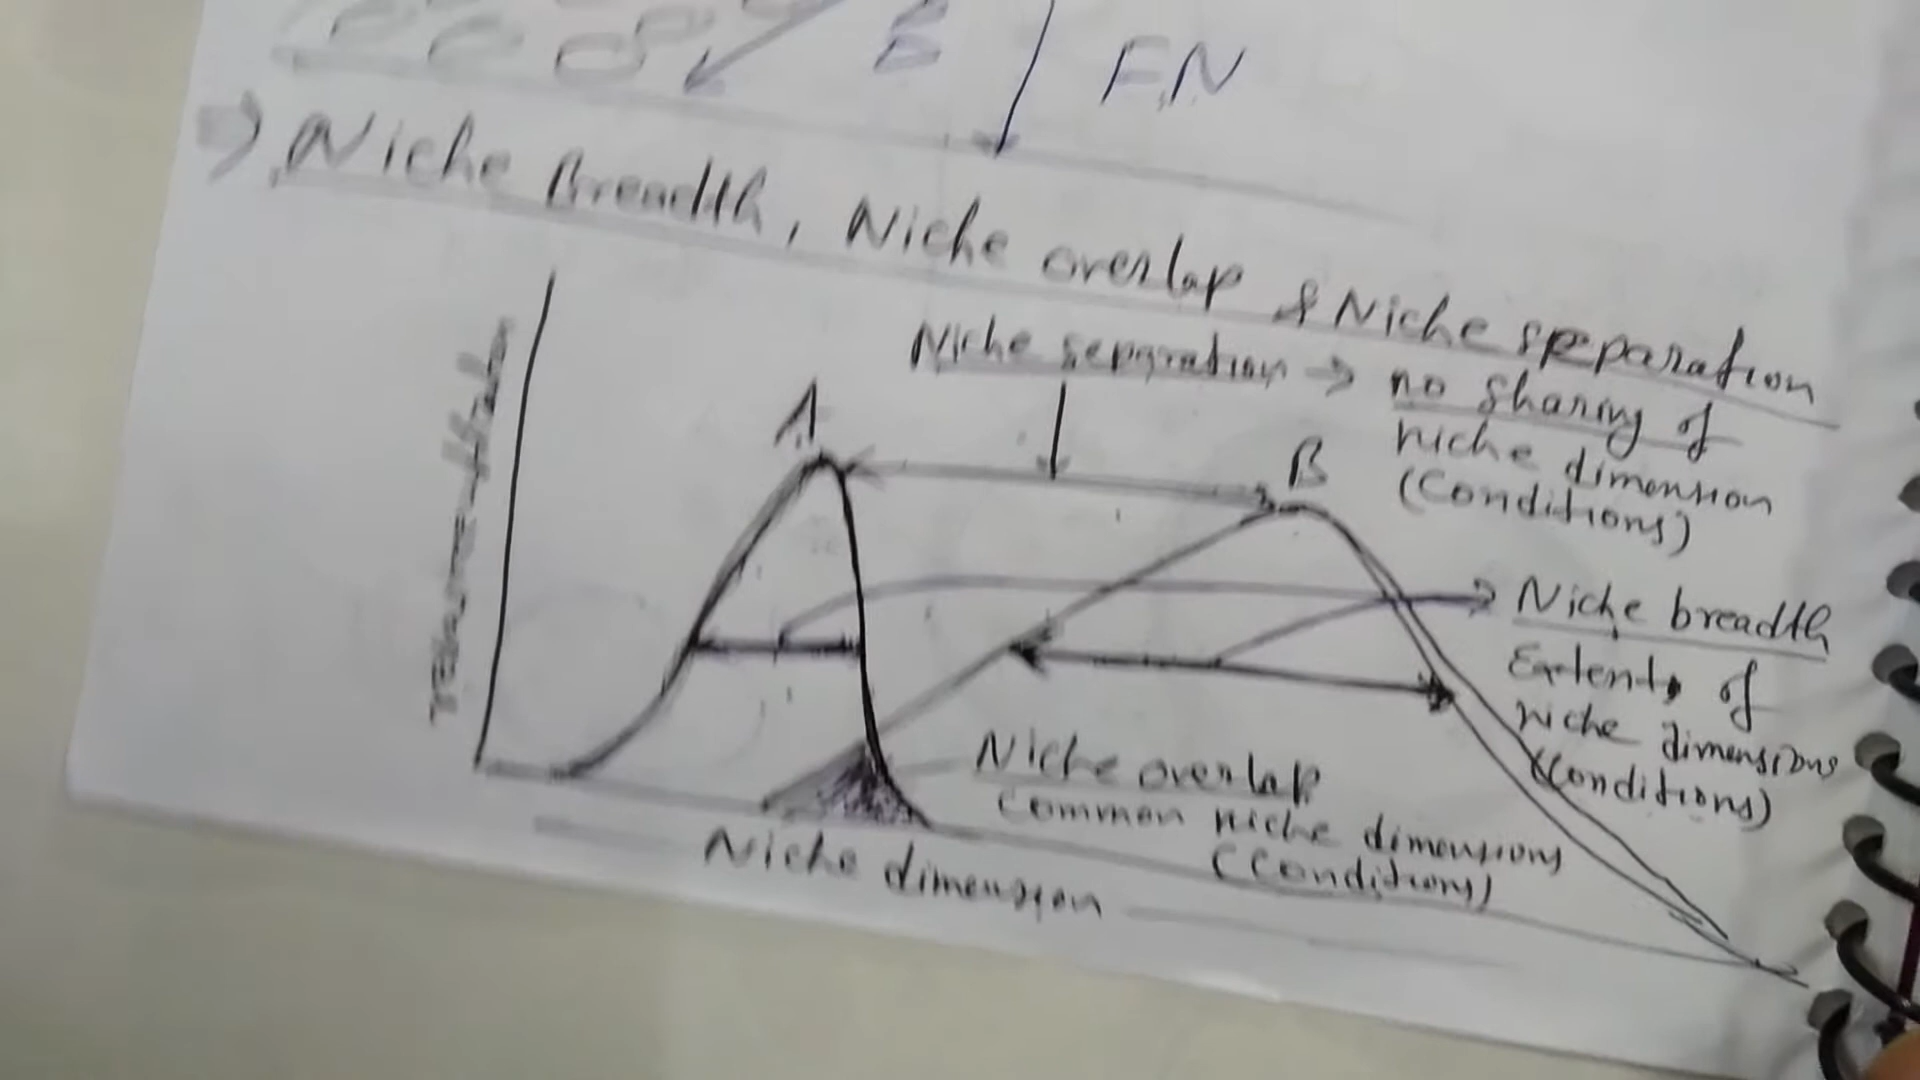 FN
Niche Breadth, Niche overlap & Niche separation
Niche separation → no sharing of
niche dimension
(Conditions)
A
B
Niche breadth
Extents of
niche dimensions
(Conditions)
Niche overlap
Common niche dimensions
(Conditions)
Niche dimension